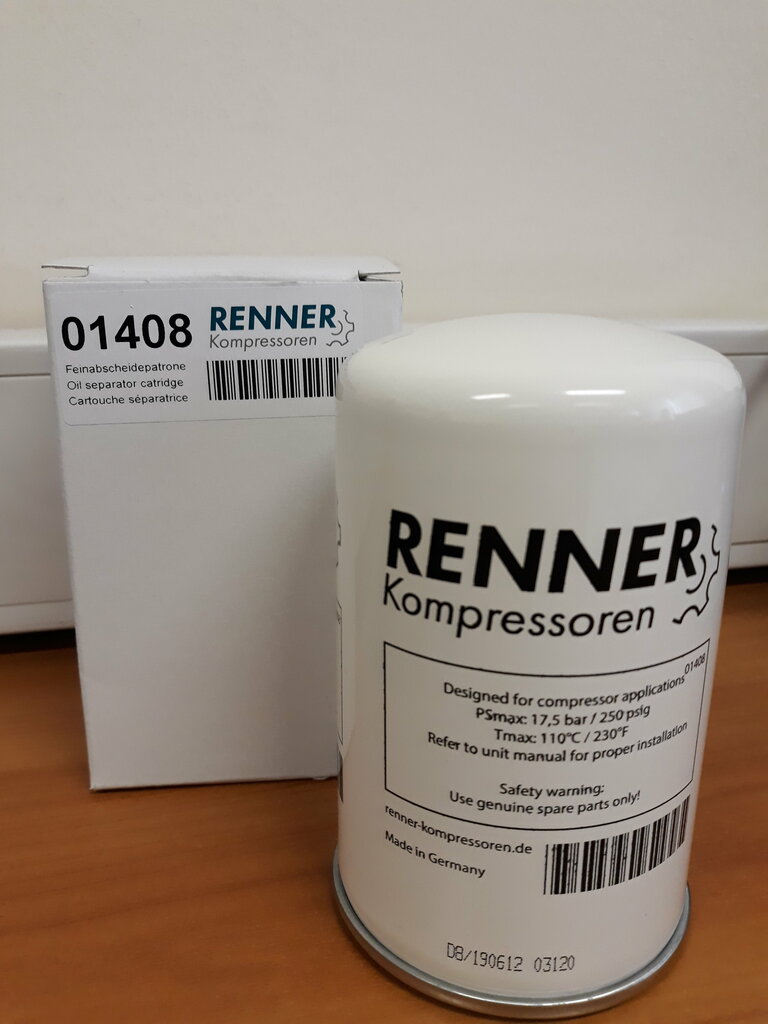 01408
RENNER
Kompressoren
Feinabscheidepatrone
Oil separator catridge
Cartouche séparatrice
RENNER
Kompressoren
01408
Designed for compressor applications
PSmax: 17,5 bar / 250 psig
Tmax: 110°C / 230°F
Refer to unit manual for proper installation
Safety warning:
Use genuine spare parts only!
renner-kompressoren.de
Made in Germany
D8/190612 03120